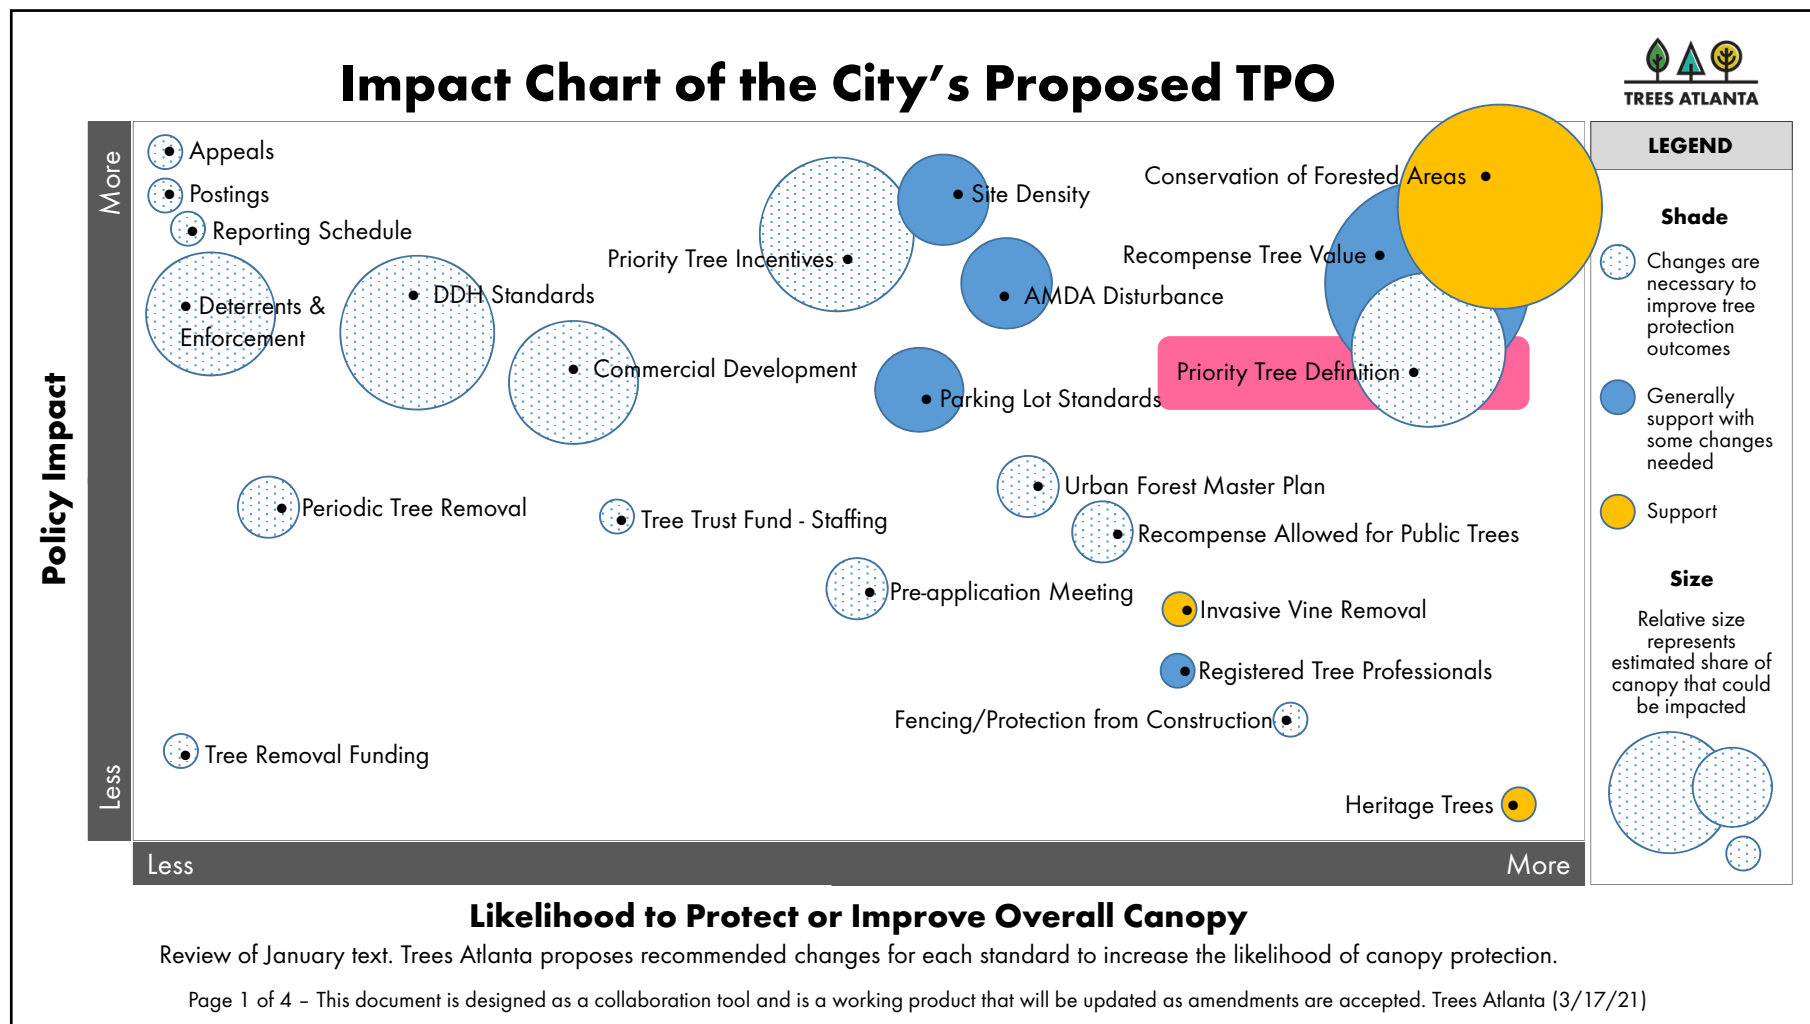 Impact Chart of the City's Proposed TPO
TREES ATLANTA
More
Policy Impact
Less
Appeals
Postings
Reporting Schedule
Deterrents &
Enforcement
DDH Standards
Commercial Development
Priority Tree Incentives
Site Density
AMDA Disturbance
Parking Lot Standards
Conservation of Forested Areas
Recompense Tree Value
Priority Tree Definition
Periodic Tree Removal
Tree Trust Fund - Staffing
Urban Forest Master Plan
Recompense Allowed for Public Trees
Pre-application Meeting
Invasive Vine Removal
Registered Tree Professionals
Fencing/Protection from Construction
Tree Removal Funding
Heritage Trees
Less
More
Likelihood to Protect or Improve Overall Canopy
LEGEND
Shade
Changes are
necessary to
improve tree
protection
outcomes
Generally
support with
some changes
needed
Support
Size
Relative size
represents
estimated share of
canopy that could
be impacted
Review of January text. Trees Atlanta proposes recommended changes for each standard to increase the likelihood of canopy protection.
Page 1 of 4 – This document is designed as a collaboration tool and is a working product that will be updated as amendments are accepted. Trees Atlanta (3/17/21)